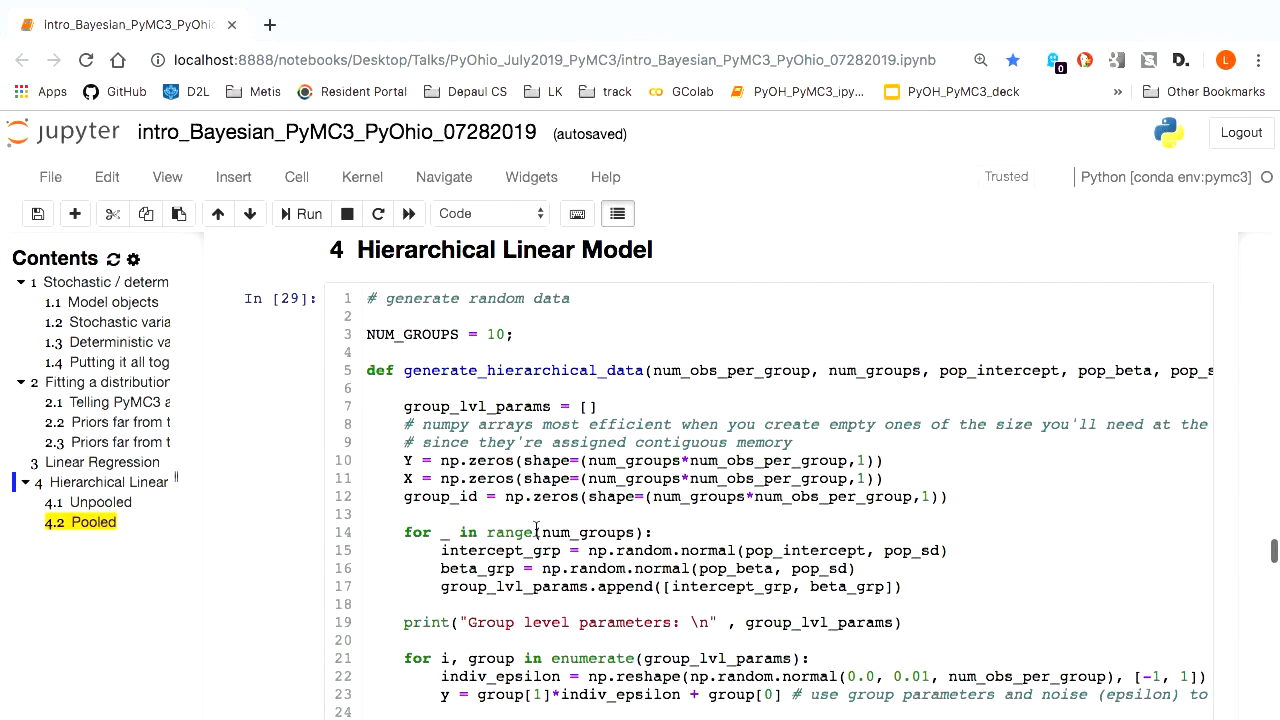 intro_Bayesian_PyMC3_PyOhio
localhost:8888/notebooks/Desktop/Talks/PyOhio_July2019_PyMC3/intro_Bayesian_PyMC3_PyOhio_07282019.ipynb
0
D.
L
Apps GitHub D2L Metis Resident Portal Depaul CS LK track GColab PyOH_PyMC3_ipy... PyOH_PyMC3_deck » Other Bookmarks
jupyter intro_Bayesian_PyMC3_PyOhio_07282019 (autosaved) Logout
File Edit View Insert Cell Kernel Navigate Widgets Help Trusted Python [conda env:pymc3]
Run Code
Contents
1 Stochastic / determ
1.1 Model objects
1.2 Stochastic varia
1.3 Deterministic va
1.4 Putting it all tog
2 Fitting a distribution
2.1 Telling PyMC3 a
2.2 Priors far from t
2.3 Priors far from t
3 Linear Regression
4 Hierarchical Linear
4.1 Unpooled
4.2 Pooled
4 Hierarchical Linear Model
In [29]:
1 # generate random data
2
3 NUM_GROUPS = 10;
4
5 def generate_hierarchical_data(num_obs_per_group, num_groups, pop_intercept, pop_beta, pop_s
6
7 group_lvl_params = []
8 # numpy arrays most efficient when you create empty ones of the size you'll need at the
9 # since they're assigned contiguous memory
10 Y = np.zeros(shape=(num_groups*num_obs_per_group,1))
11 X = np.zeros(shape=(num_groups*num_obs_per_group,1))
12 group_id = np.zeros(shape=(num_groups*num_obs_per_group,1))
13
14 for _ in range(num_groups):
15 intercept_grp = np.random.normal(pop_intercept, pop_sd)
16 beta_grp = np.random.normal(pop_beta, pop_sd)
17 group_lvl_params.append([intercept_grp, beta_grp])
18
19 print("Group level parameters: \n" , group_lvl_params)
20
21 for i, group in enumerate(group_lvl_params):
22 indiv_epsilon = np.reshape(np.random.normal(0.0, 0.01, num_obs_per_group), [-1, 1])
23 y = group[1]*indiv_epsilon + group[0] # use group parameters and noise (epsilon) to
24